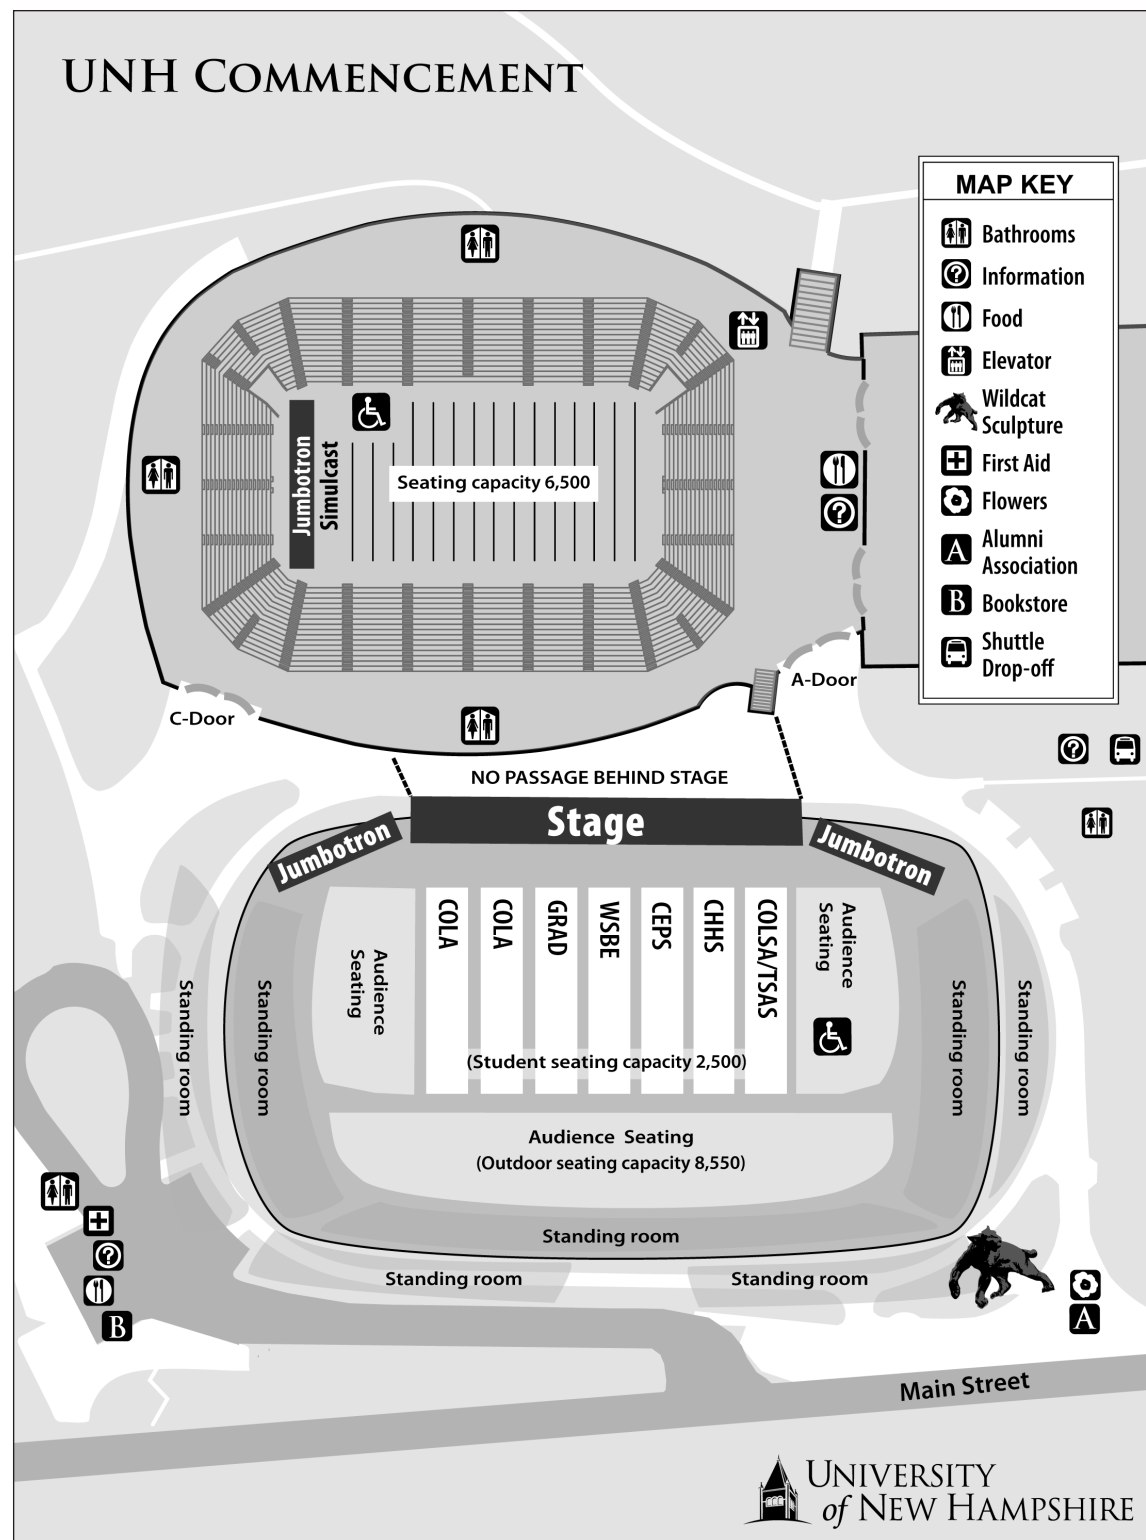 UNH COMMENCEMENT
MAP KEY
Bathrooms
Information
Food
Elevator
Wildcat
Sculpture
First Aid
Flowers
A
Alumni
Association
B
Bookstore
Shuttle
Drop-off
Jumbotron
Simulcast
Seating capacity 6,500
A-Door
C-Door
NO PASSAGE BEHIND STAGE
Stage
Jumbotron
Jumbotron
Audience
Seating
COLA
COLA
GRAD
WSBE
CEPS
CHHS
COLSA/TSAS
Audience
Seating
Standing room
Standing room
Standing room
Standing room
(Student seating capacity 2,500)
Audience Seating
(Outdoor seating capacity 8,550)
Standing room
Standing room
Standing room
B
A
Main Street
UNIVERSITY
of NEW HAMPSHIRE